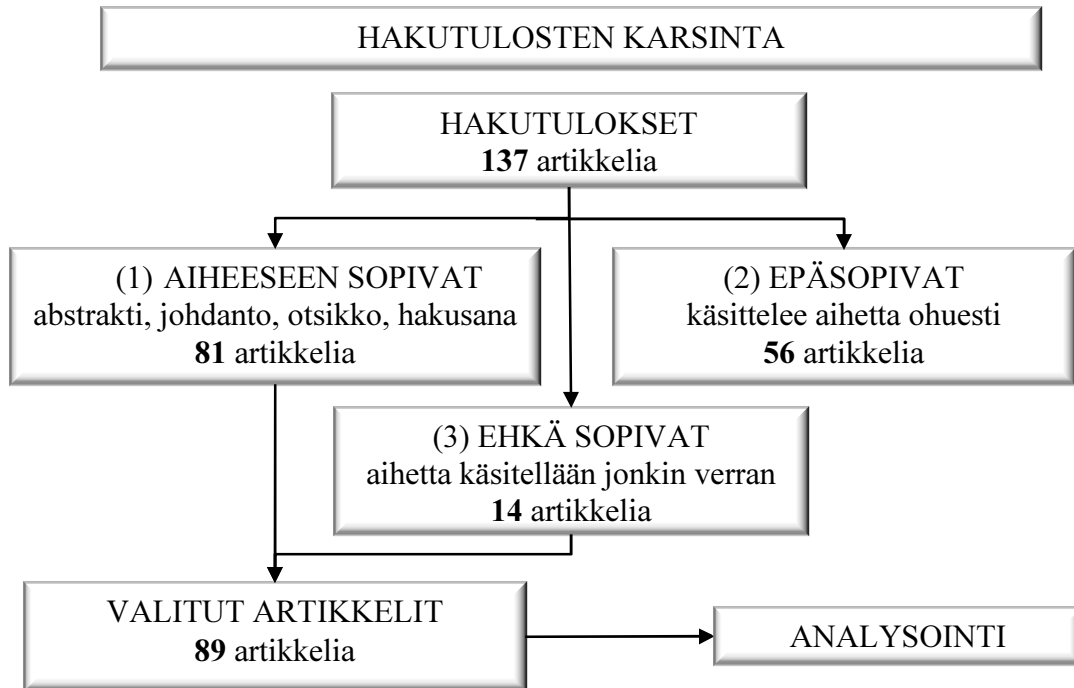 HAKUTULOSTEN KARSINTA
HAKUTULOKSET
137 artikkelia
(1) AIHEESEEN SOPIVAT
abstrakti, johdanto, otsikko, hakusana
81 artikkelia
(2) EPÄSOPIVAT
käsittelee aihetta ohuesti
56 artikkelia
(3) EHKÄ SOPIVAT
aihetta käsitellään jonkin verran
14 artikkelia
VALITUT ARTIKKELIT
89 artikkelia
ANALYSOINTI